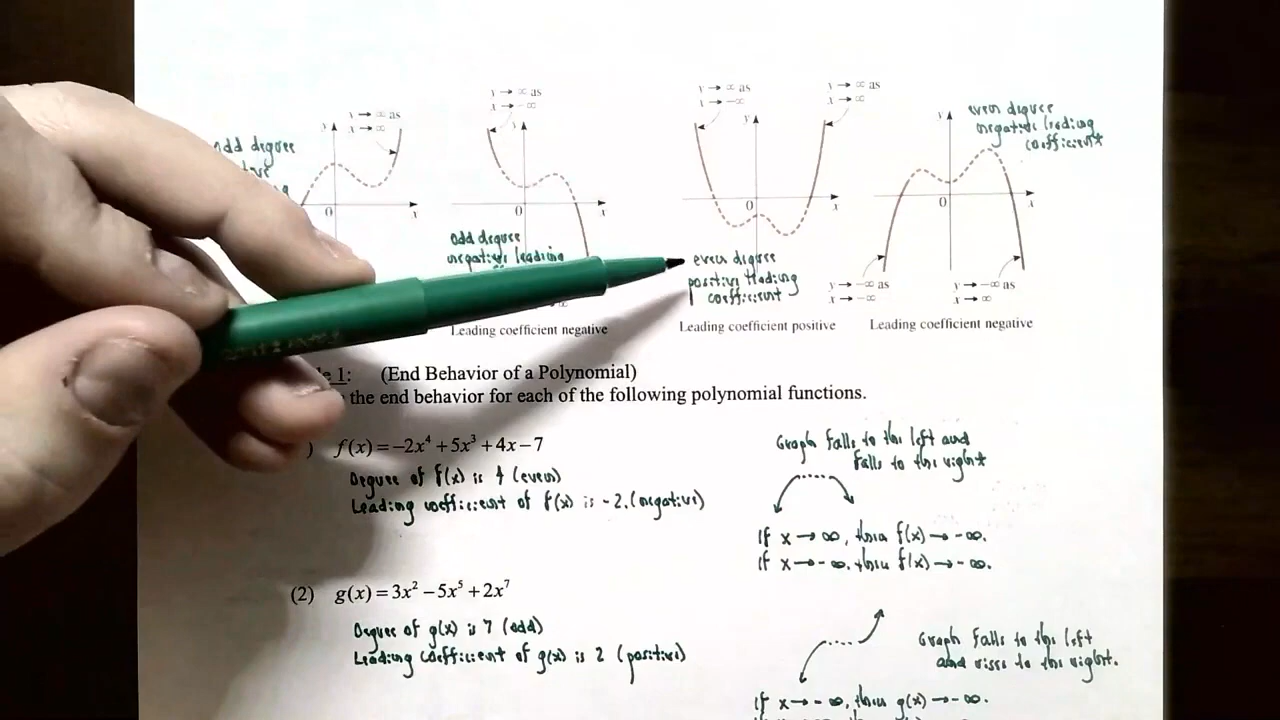 y → ∞ as
x → ∞
odd degree
y
0
x
y → ∞ as
x → -∞
y
0
x
odd degree
negative leading
Leading coefficient negative
y → ∞ as
x → -∞
y → ∞ as
x → ∞
y
0
x
even degree
positive leading
coefficient
Leading coefficient positive
even degree
negative leading
coefficient
y
0
x
y → -∞ as
x → -∞
y → -∞ as
x → ∞
Leading coefficient negative
1: (End Behavior of a Polynomial)
the end behavior for each of the following polynomial functions.
) f(x) = -2x⁴ + 5x³ + 4x - 7
Degree of f(x) is 4 (even)
Leading coefficient of f(x) is -2. (negative)
Graph falls to the left and
falls to the right
If x → ∞, then f(x) → -∞.
If x → -∞, then f(x) → -∞.
(2) g(x) = 3x² - 5x⁵ + 2x⁷
Degree of g(x) is 7 (odd)
Leading coefficient of g(x) is 2 (positive)
Graph falls to the left
and rises to the right.
If x → -∞, then g(x) → -∞.